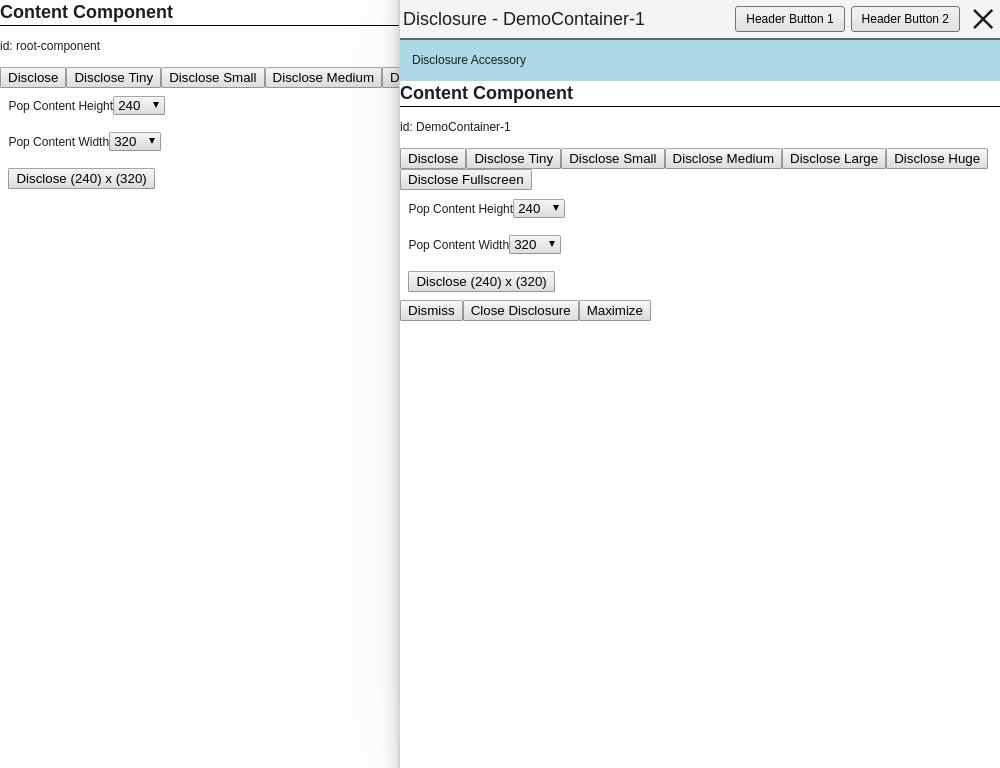 Content Component
id: root-component
Disclose Disclose Tiny Disclose Small Disclose Medium D
Pop Content Height 240
Pop Content Width 320
Disclose (240) x (320)
Disclosure - DemoContainer-1 Header Button 1 Header Button 2
Disclosure Accessory
Content Component
id: DemoContainer-1
Disclose Disclose Tiny Disclose Small Disclose Medium Disclose Large Disclose Huge
Disclose Fullscreen
Pop Content Height 240
Pop Content Width 320
Disclose (240) x (320)
Dismiss Close Disclosure Maximize